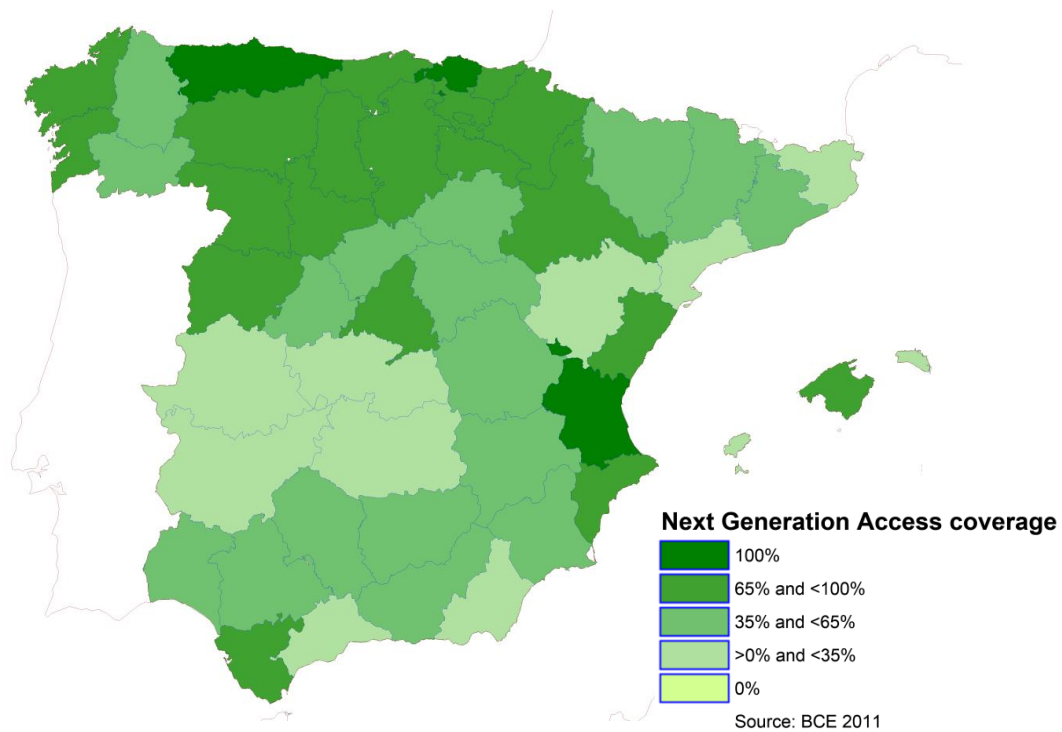 Next Generation Access coverage
100%
65% and <100%
35% and <65%
>0% and <35%
0%
Source: BCE 2011